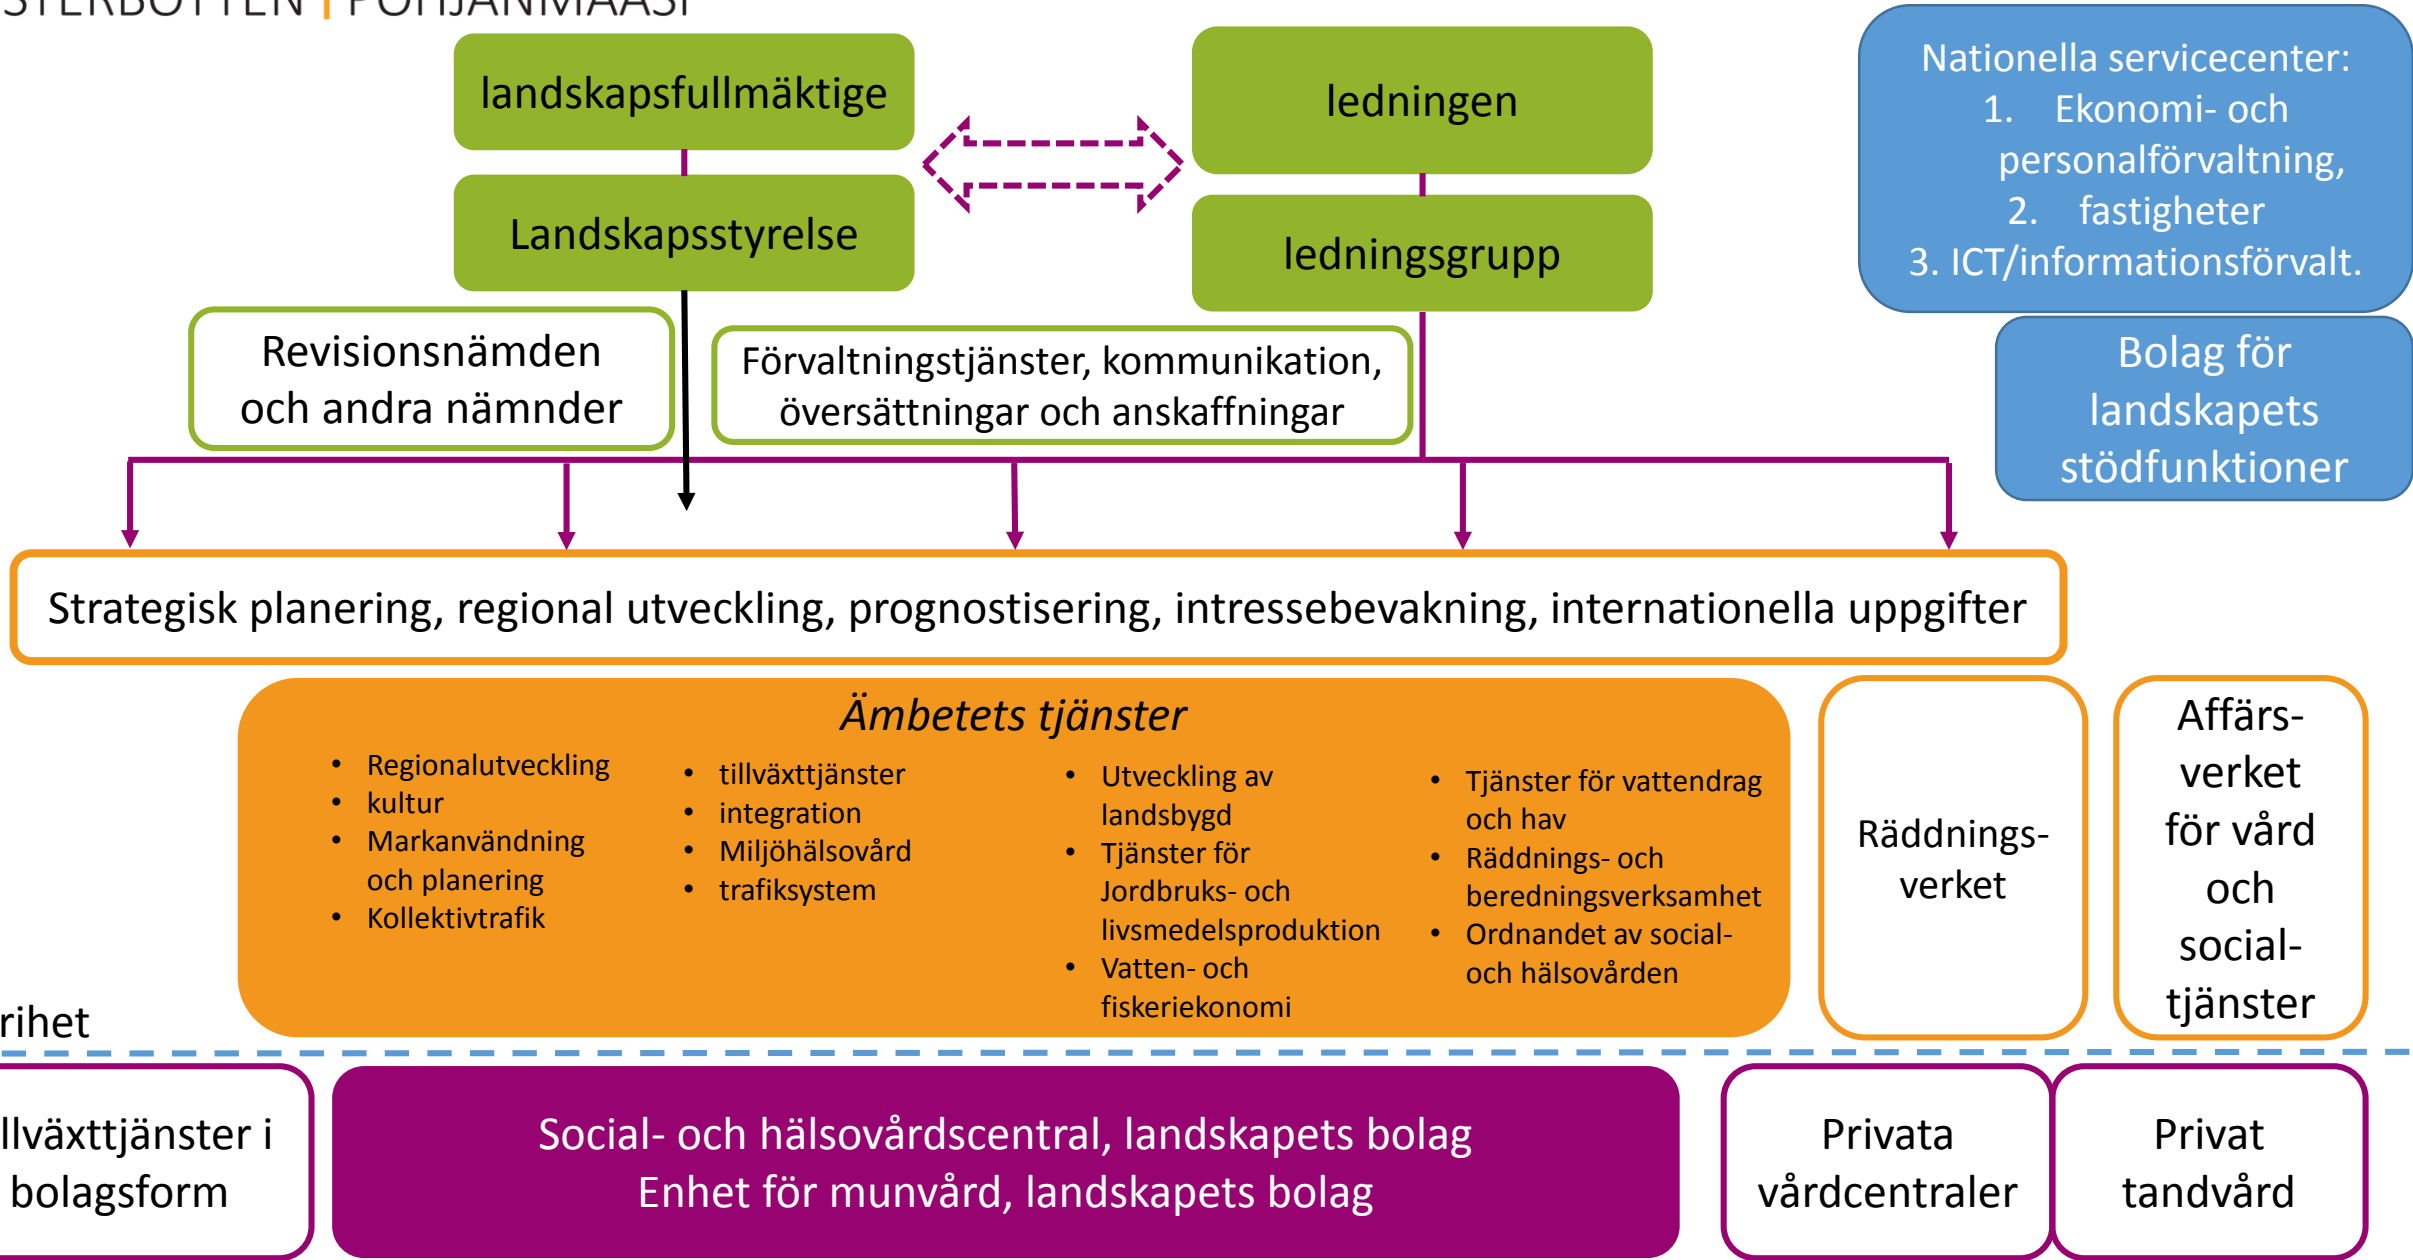 STERBOTTEN | POHJANMAASI
landskapsfullmäktige
Landskapsstyrelse
ledningen
ledningsgrupp
Nationella servicecenter:
1. Ekonomi- och
personalförvaltning,
2. fastigheter
3. ICT/informationsförvalt.
Bolag för
landskapets
stödfunktioner
Revisionsnämden
och andra nämnder
Förvaltningstjänster, kommunikation,
översättningar och anskaffningar
Strategisk planering, regional utveckling, prognostisering, intressebevakning, internationella uppgifter
Ämbetets tjänster
• Regionalutveckling
• kultur
• Markanvändning
och planering
• Kollektivtrafik
• tillväxttjänster
• integration
• Miljöhälsovård
• trafiksystem
• Utveckling av
landsbygd
• Tjänster för
Jordbruks- och
livsmedelsproduktion
• Vatten- och
fiskeriekonomi
• Tjänster för vattendrag
och hav
• Räddnings- och
beredningsverksamhet
• Ordnandet av social-
och hälsovården
Räddnings-
verket
Affärs-
verket
för vård
och
social-
tjänster
rihet
llväxttjänster i
bolagsform
Social- och hälsovårdscentral, landskapets bolag
Enhet för munvård, landskapets bolag
Privata
vårdcentraler
Privat
tandvård